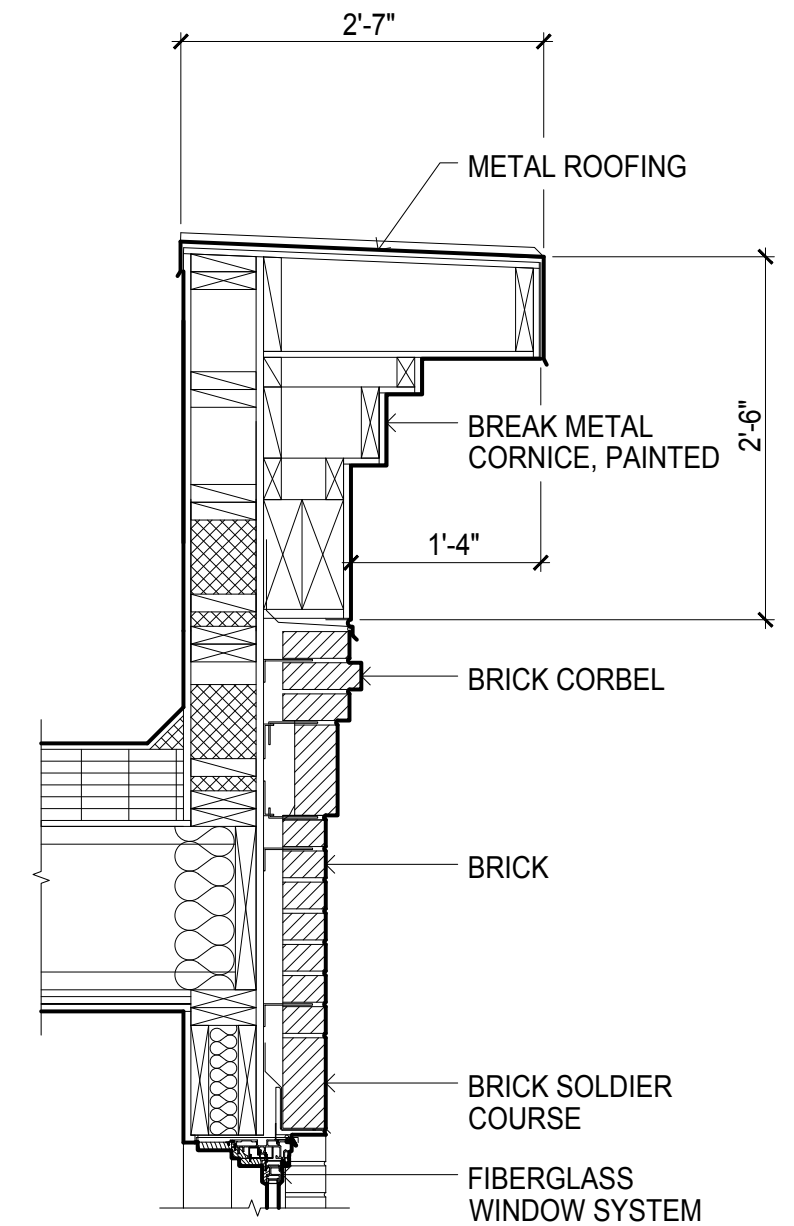 2'-7"
METAL ROOFING
BREAK METAL
CORNICE, PAINTED
2'-6"
1'-4"
BRICK CORBEL
BRICK
BRICK SOLDIER
COURSE
FIBERGLASS
WINDOW SYSTEM